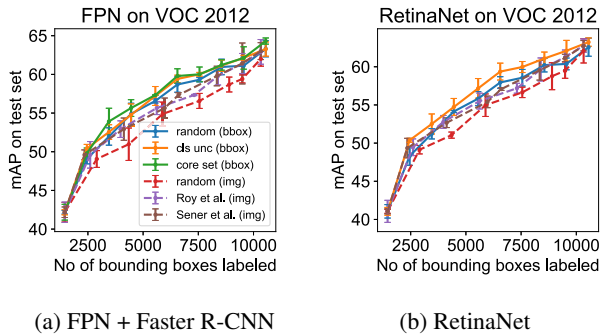 FPN on VOC 2012
mAP on test set
65
60
55
50
45
40
random (bbox)
cls unc (bbox)
core set (bbox)
random (img)
Roy et al. (img)
Sener et al. (img)
2500 5000 7500 10000
No of bounding boxes labeled
(a) FPN + Faster R-CNN
RetinaNet on VOC 2012
mAP on test set
65
60
55
50
45
40
2500 5000 7500 10000
No of bounding boxes labeled
(b) RetinaNet